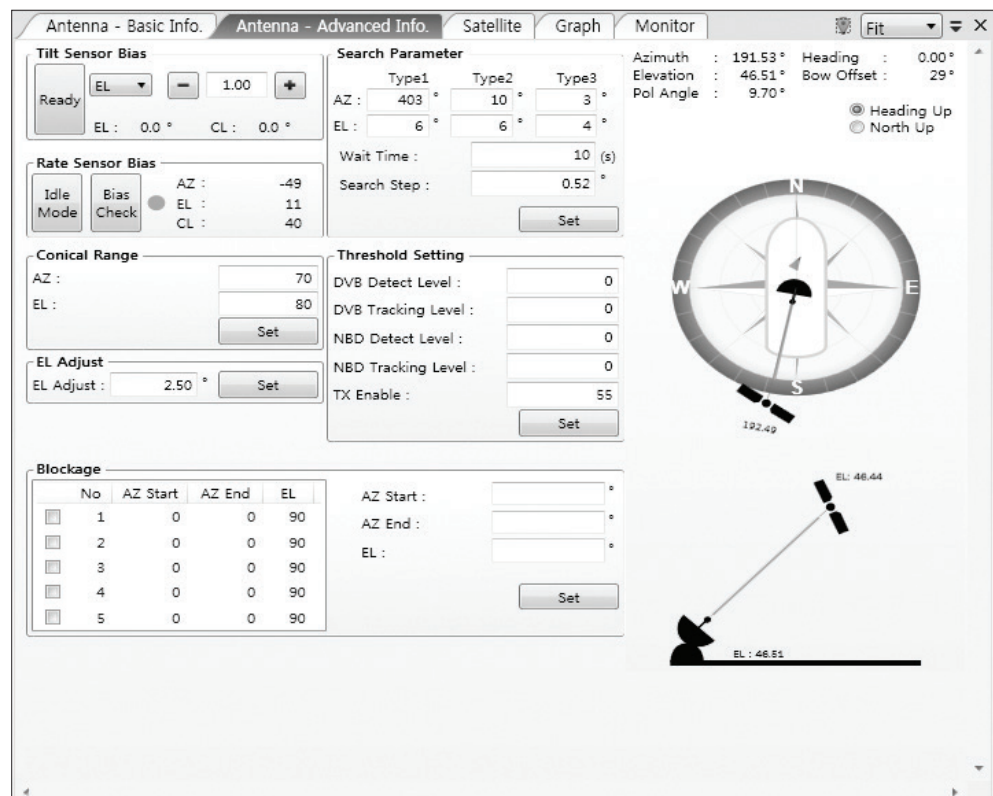 Antenna - Basic Info. Antenna - Advanced Info. Satellite Graph Monitor Fit
Tilt Sensor Bias
Ready EL 1.00
EL : 0.0 ° CL : 0.0 °
Rate Sensor Bias
Idle Mode Bias Check
AZ : -49
EL : 11
CL : 40
Conical Range
AZ : 70
EL : 80
Set
EL Adjust
EL Adjust : 2.50 ° Set
Search Parameter
Type1 Type2 Type3
AZ : 403 ° 10 ° 3 °
EL : 6 ° 6 ° 4 °
Wait Time : 10 (s)
Search Step : 0.52 °
Set
Threshold Setting
DVB Detect Level : 0
DVB Tracking Level : 0
NBD Detect Level : 0
NBD Tracking Level : 0
TX Enable : 55
Set
Blockage
No AZ Start AZ End EL
1 0 0 90
2 0 0 90
3 0 0 90
4 0 0 90
5 0 0 90
AZ Start : °
AZ End : °
EL : °
Set
Azimuth : 191.53 ° Heading : 0.00 °
Elevation : 46.51 ° Bow Offset : 29 °
Pol Angle : 9.70 °
Heading Up
North Up
N
W E
S
192.49
EL: 46.44
EL : 46.51